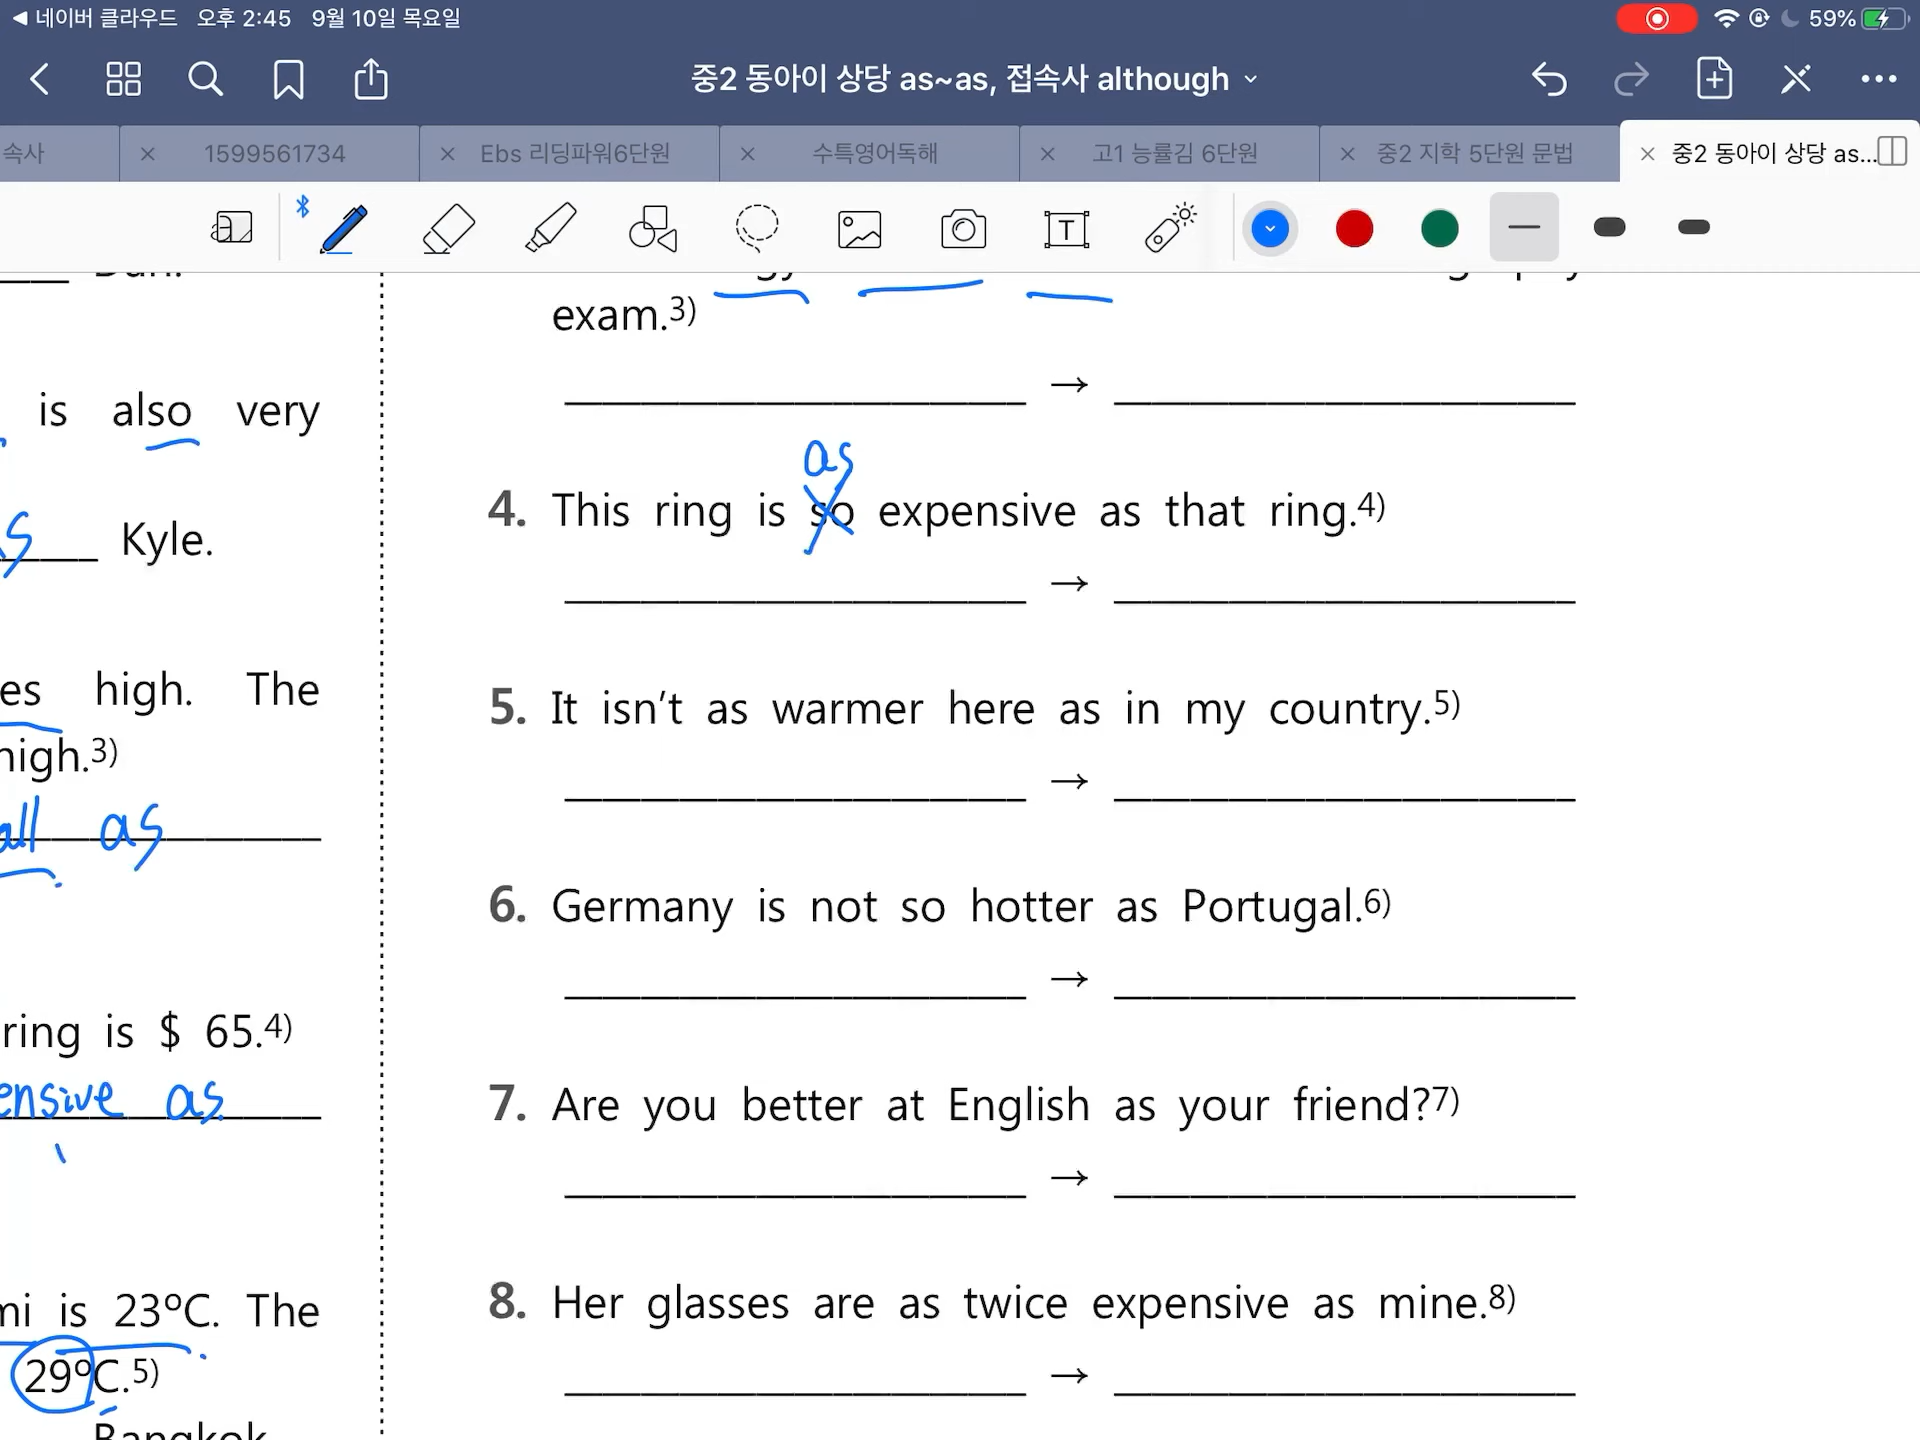 네이버 클라우드 오후 2:45 9월 10일 목요일 59%
중2 동아이 상당 as~as, 접속사 although
속사 1599561734 Ebs 리딩파워6단원 수특영어독해 고1 능률김 6단원 중2 지학 5단원 문법 중2 동아이 상당 as...
is also very
Kyle.
high. The
high.3)
as
ring is $ 65.4)
as
is 23°C. The
29°C.5)
Bangkok
exam.3)
→
as
4. This ring is so expensive as that ring.4)
→
5. It isn't as warmer here as in my country.5)
→
6. Germany is not so hotter as Portugal.6)
→
7. Are you better at English as your friend?7)
→
8. Her glasses are as twice expensive as mine.8)
→